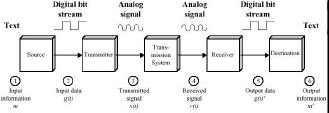 Digital bit stream
Analog signal
Analog signal
Digital bit stream
Text
Text
Source
Transmitter
Trans-
mission
System
Receiver
Destination
1
2
3
4
5
6
Input information m
Input data g(t)
Transmitted signal s(t)
Received signal r(t)
Output data g(t)'
Output information m'